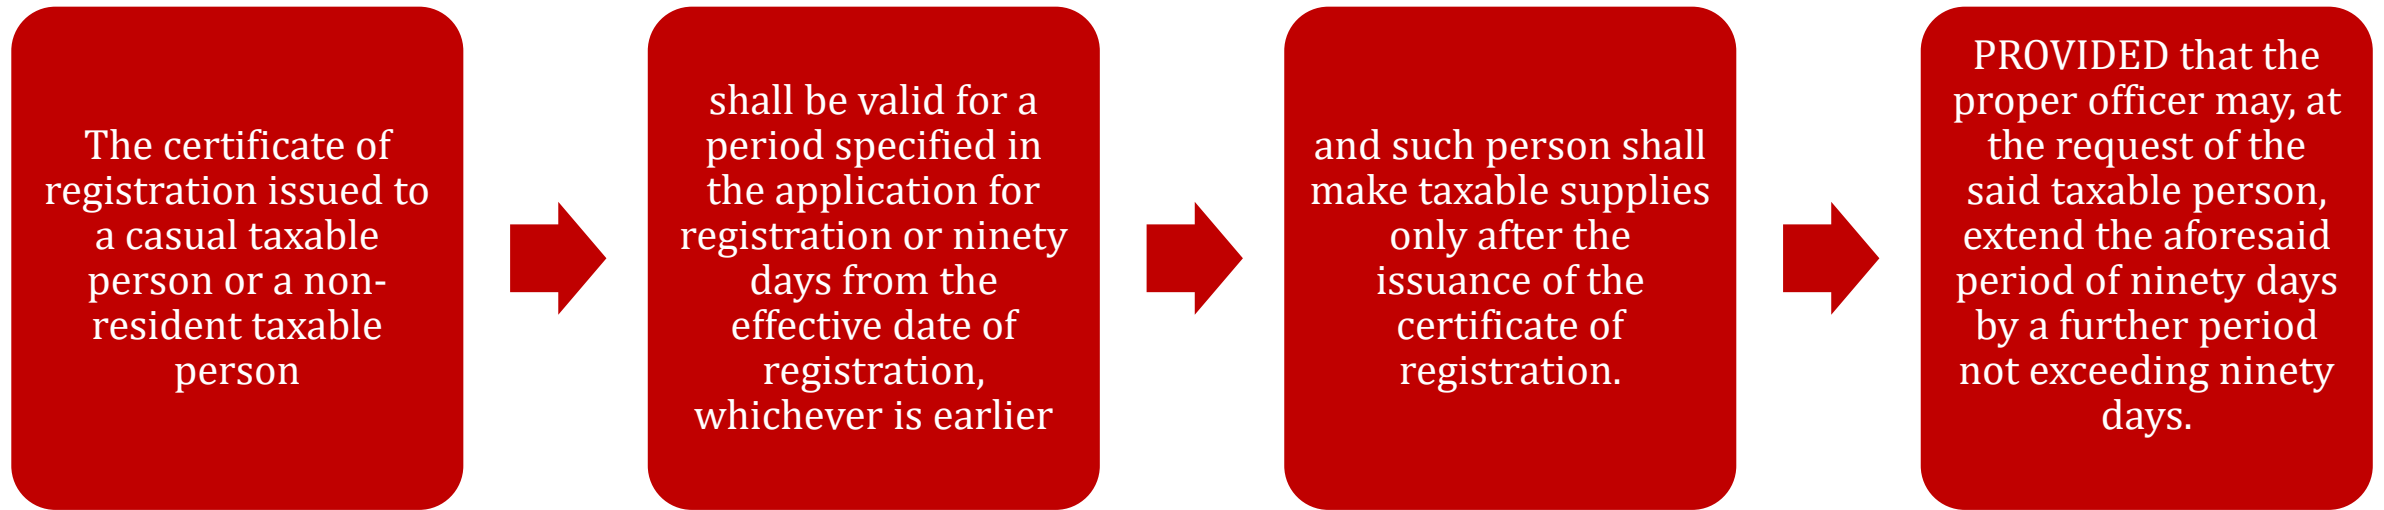 The certificate of
registration issued to
a casual taxable
person or a non-
resident taxable
person
shall be valid for a
period specified in
the application for
registration or ninety
days from the
effective date of
registration,
whichever is earlier
and such person shall
make taxable supplies
only after the
issuance of the
certificate of
registration.
PROVIDED that the
proper officer may, at
the request of the
said taxable person,
extend the aforesaid
period of ninety days
by a further period
not exceeding ninety
days.